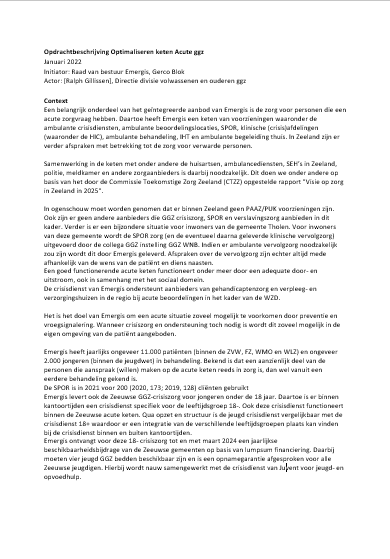 Opdrachtbeschrijving Optimaliseren keten Acute ggz
Januari 2022
Initiator: Raad van bestuur Emergis, Gerco Blok
Actor: [Ralph Gillissen], Directie divisie volwassenen en ouderen ggz
Context
Een belangrijk onderdeel van het geïntegreerde aanbod van Emergis is de zorg voor personen die een
acute zorgvraag hebben. Daartoe heeft Emergis een keten van voorzieningen waaronder de
ambulante crisisdiensten, ambulante beoordelingslocaties, SPOR, klinische (crisis)afdelingen
(waaronder de HIC), ambulante behandeling, IHT en ambulante begeleiding thuis. In Zeeland zijn er
verder afspraken met betrekking tot de zorg voor verwarde personen.
Samenwerking in de keten met onder andere de huisartsen, ambulancediensten, SEH's in Zeeland,
politie, meldkamer en andere zorgaanbieders is daarbij noodzakelijk. Dit doen we onder andere op
basis van het door de Commissie Toekomstige Zorg Zeeland (CTZZ) opgestelde rapport "Visie op zorg
in Zeeland in 2025".
In ogenschouw moet worden genomen dat er binnen Zeeland geen PAAZ/PUK voorzieningen zijn.
Ook zijn er geen andere aanbieders die GGZ crisiszorg, SPOR en verslavingszorg aanbieden in dit
kader. Verder is er een bijzondere situatie voor inwoners van de gemeente Tholen. Voor inwoners
van deze gemeente wordt de SPOR zorg (en de eventueel daarna geleverde klinische vervolgzorg)
uitgevoerd door de collega GGZ instelling GGZ WNB. Indien er ambulante vervolgzorg noodzakelijk
zou zijn wordt dit door Emergis geleverd. Afspraken over de vervolgzorg zijn echter altijd mede
afhankelijk van de wens van de patiënt en diens naasten.
Een goed functionerende acute keten functioneert onder meer door een adequate door- en
uitstroom, ook in samenhang met het sociaal domein.
De crisisdienst van Emergis ondersteunt aanbieders van gehandicaptenzorg en verpleeg- en
verzorgingshuizen in de regio bij acute beoordelingen in het kader van de WZD.
Het is het doel van Emergis om een acute situatie zoveel mogelijk te voorkomen door preventie en
vroegsignalering. Wanneer crisiszorg en ondersteuning toch nodig is wordt dit zoveel mogelijk in de
eigen omgeving van de patiënt aangeboden.
Emergis heeft jaarlijks ongeveer 11.000 patiënten (binnen de ZVW, FZ, WMO en WLZ) en ongeveer
2.000 jongeren (binnen de jeugdwet) in behandeling. Bekend is dat een aanzienlijk deel van de
personen die aanspraak (willen) maken op de acute keten reeds in zorg is, dan wel vanuit een
eerdere behandeling bekend is.
De SPOR is in 2021 voor 200 (2020, 173; 2019, 128) cliënten gebruikt
Emergis levert ook de Zeeuwse GGZ-crisiszorg voor jongeren onder de 18 jaar. Daartoe is er binnen
kantoortijden een crisisdienst specifiek voor de leeftijdsgroep 18-. Ook deze crisisdienst functioneert
binnen de Zeeuwse acute keten. Qua opzet en structuur is de jeugd crisisdienst vergelijkbaar met de
crisisdienst 18+ waardoor er een integratie van de verschillende leeftijdsgroepen plaats kan vinden
bij de crisisdienst binnen en buiten kantoortijden.
Emergis ontvangt voor deze 18- crisiszorg tot en met maart 2024 een jaarlijkse
beschikbaarheidsbijdrage van de Zeeuwse gemeenten op basis van lumpsum financiering. Daarbij
moeten vier jeugd GGZ bedden beschikbaar zijn en is een opnamegarantie afgesproken voor alle
Zeeuwse jeugdigen. Hierbij wordt nauw samengewerkt met de crisisdienst van Juvent voor jeugd- en
opvoedhulp.